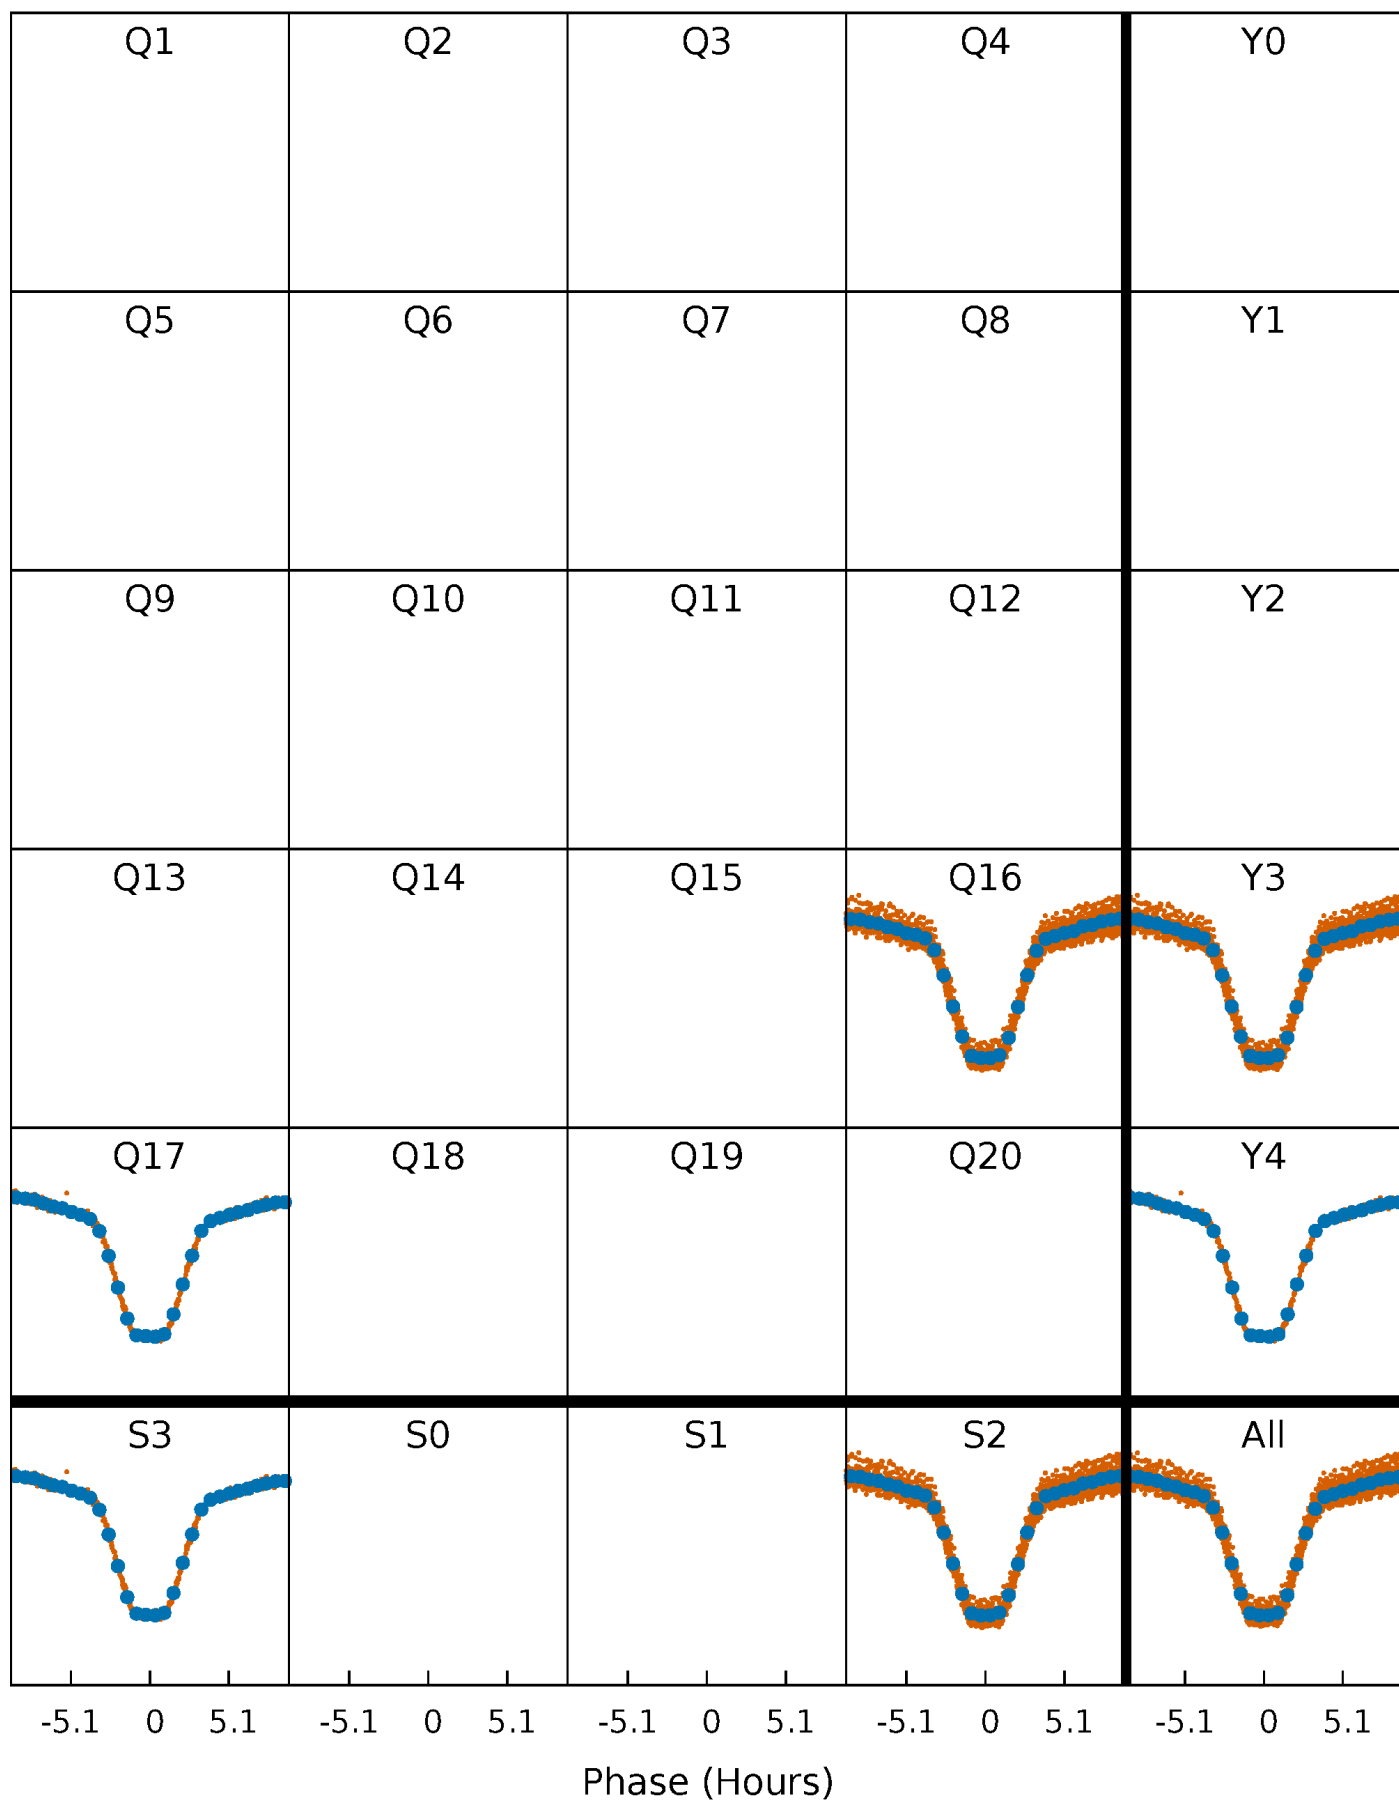 Q1 Q2 Q3 Q4 Y0
Q5 Q6 Q7 Q8 Y1
Q9 Q10 Q11 Q12 Y2
Q13 Q14 Q15 Q16 Y3
Q17 Q18 Q19 Q20 Y4
S3 S0 S1 S2 All
-5.1 0 5.1 -5.1 0 5.1 -5.1 0 5.1 -5.1 0 5.1 -5.1 0 5.1
Phase (Hours)